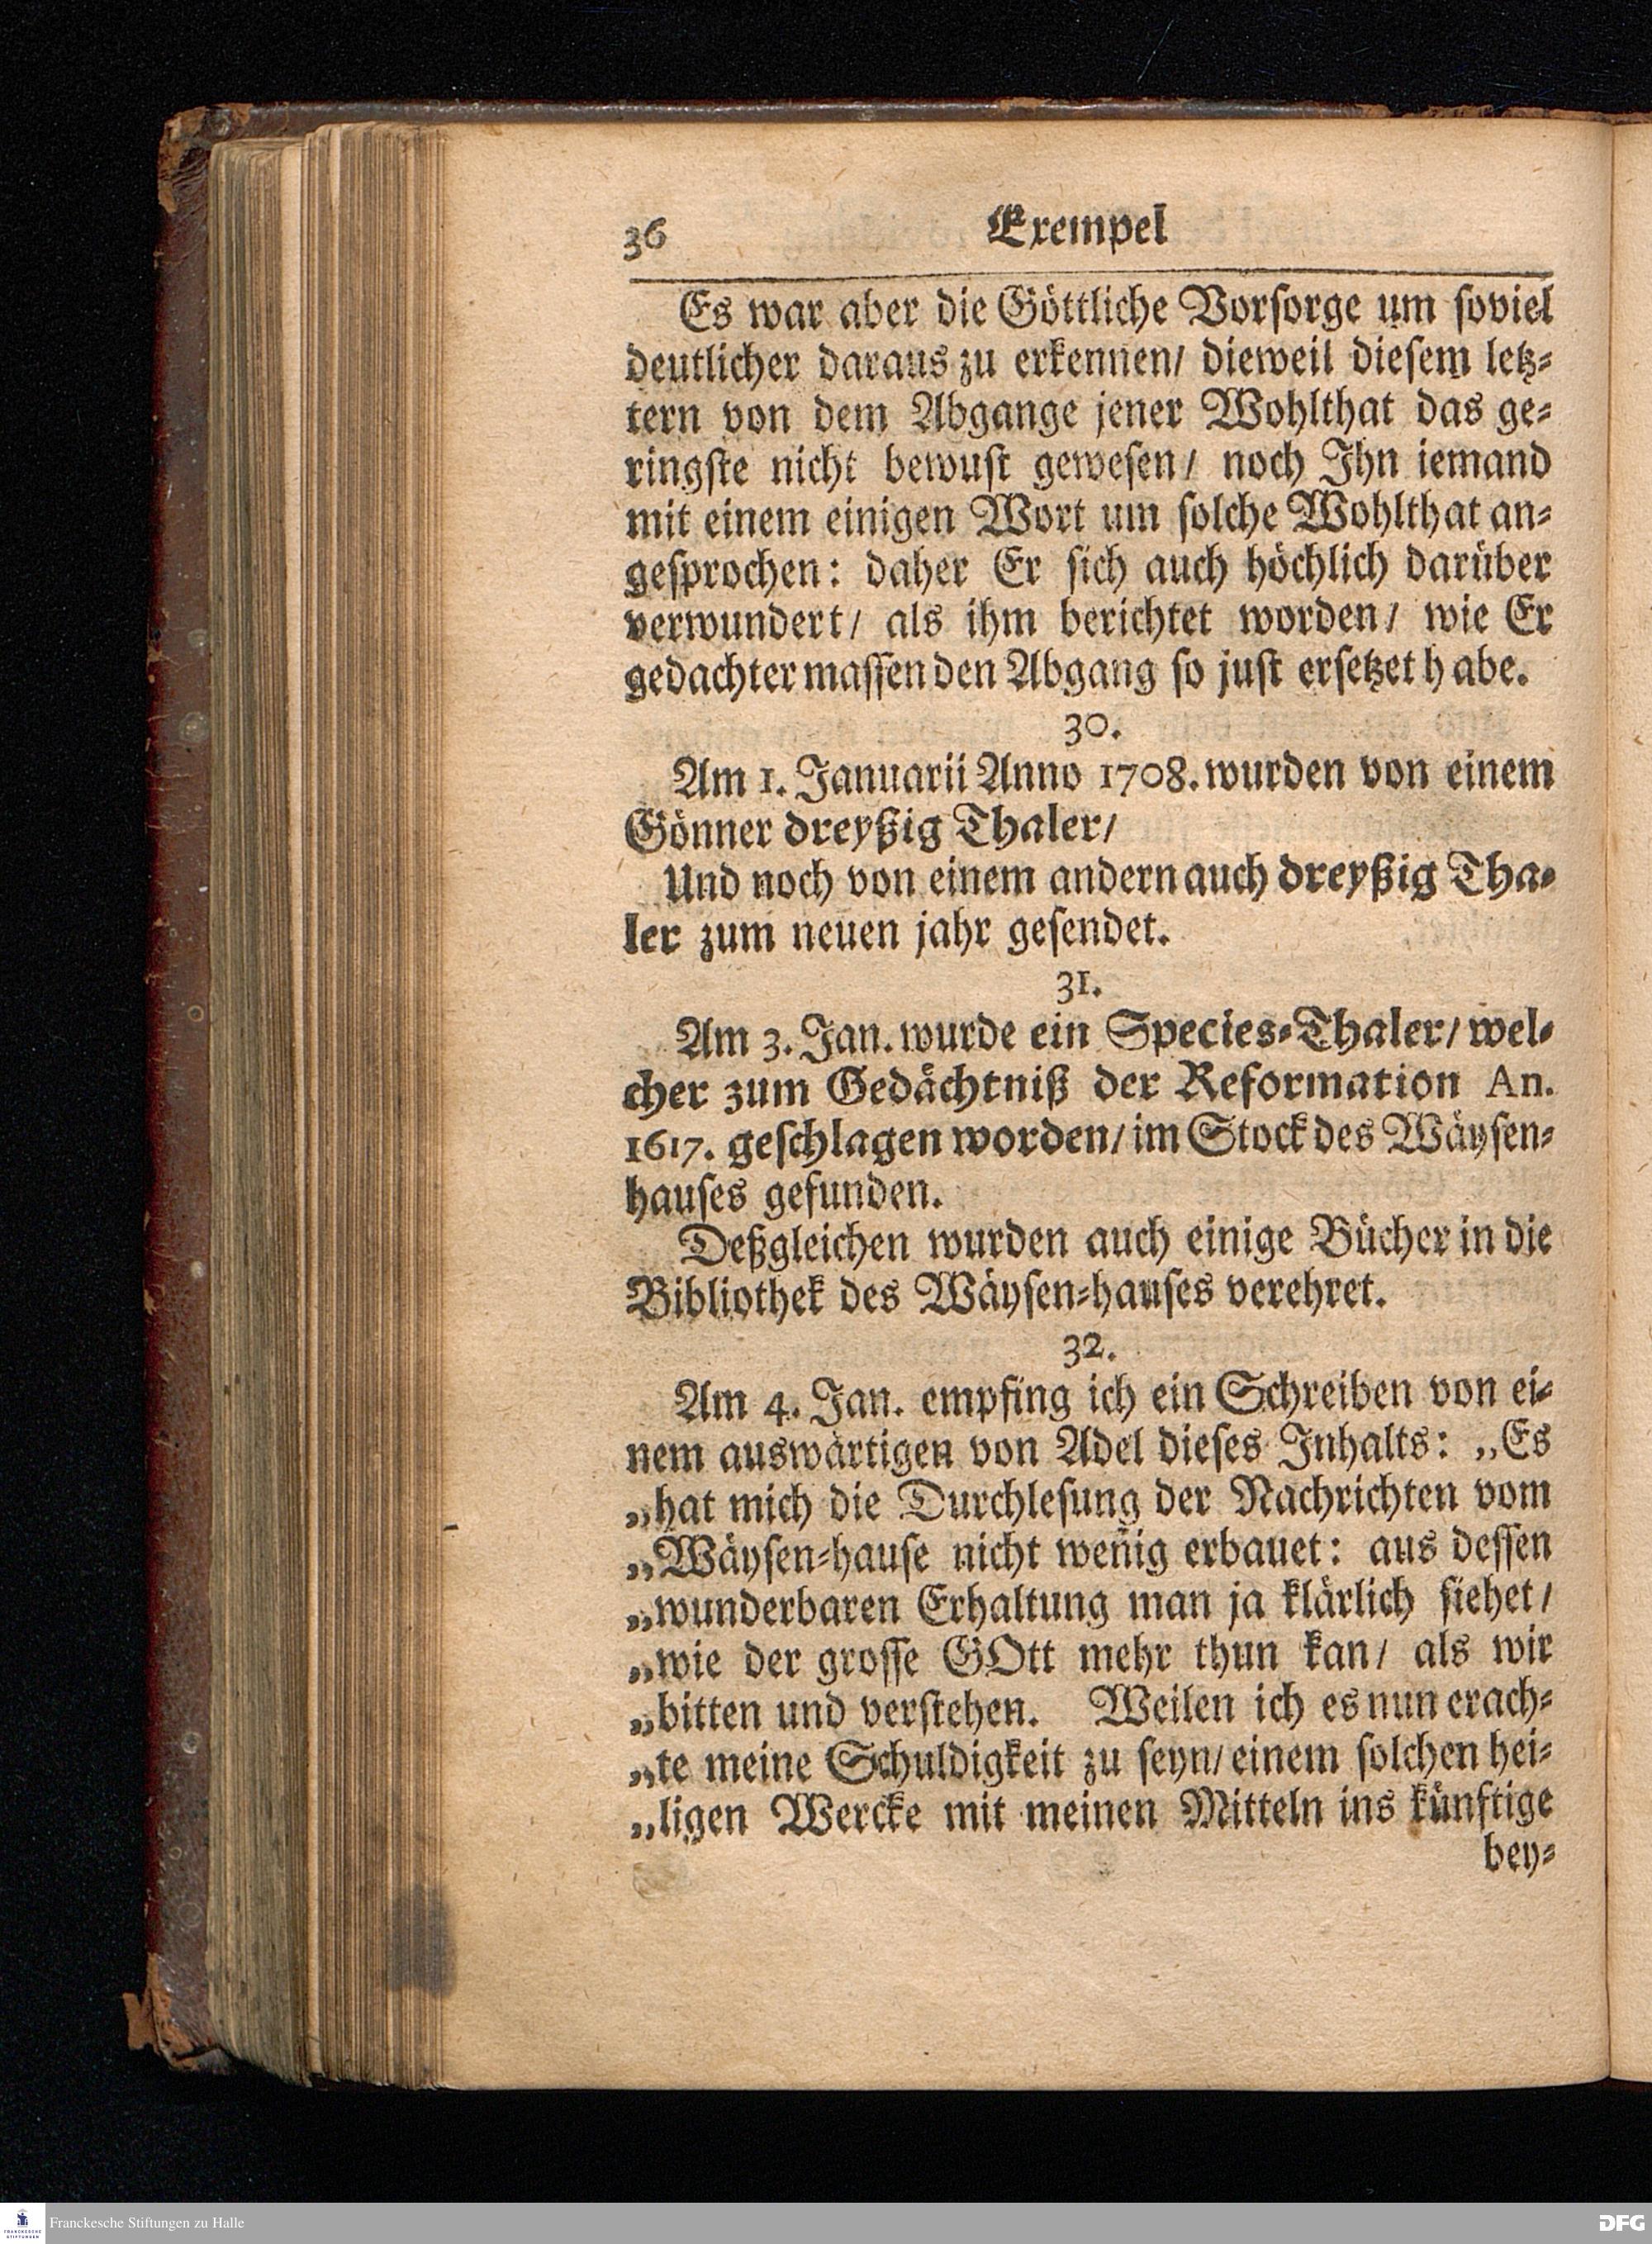 36
Exempel
Es war aber die Göttliche Vorsorge um soviel
deutlicher daraus zu erkennen/ dieweil diesem letz-
tern von dem Abgange jener Wohlthat das ge-
ringste nicht bewust gewesen/ noch Ihn iemand
mit einem einigen Wort um solche Wohlthat an-
gesprochen: daher Er sich auch höchlich darüber
verwundert/ als ihm berichtet worden/ wie Er
gedachter massen den Abgang so just ersetzet habe.
30.
Am 1. Januarii Anno 1708. wurden von einem
Gönner dreyßig Thaler/
Und noch von einem andern auch dreyßig Tha-
ler zum neuen jahr gesendet.
31.
Am 3. Jan. wurde ein Species-Thaler/ wel-
cher zum Gedächtniß der Reformation An.
1617. geschlagen worden/ im Stock des Wäysen-
hauses gefunden.
Deßgleichen wurden auch einige Bücher in die
Bibliothek des Wäysen-hauses verehret.
32.
Am 4. Jan. empfing ich ein Schreiben von ei-
nem auswärtigen von Adel dieses Inhalts: „Es
„hat mich die Durchlesung der Nachrichten vom
„Wäysen-hause nicht wen̄ig erbauet: aus dessen
„wunderbaren Erhaltung man ja klärlich siehet/
„wie der grosse GOtt mehr thun kan/ als wir
„bitten und verstehen. Weilen ich es nun erach-
„te meine Schuldigkeit zu seyn/ einem solchen hei-
„ligen Wercke mit meinen Mitteln ins künftige
bey-
FRANCKESCHE STIFTUNGEN
Franckesche Stiftungen zu Halle
DFG